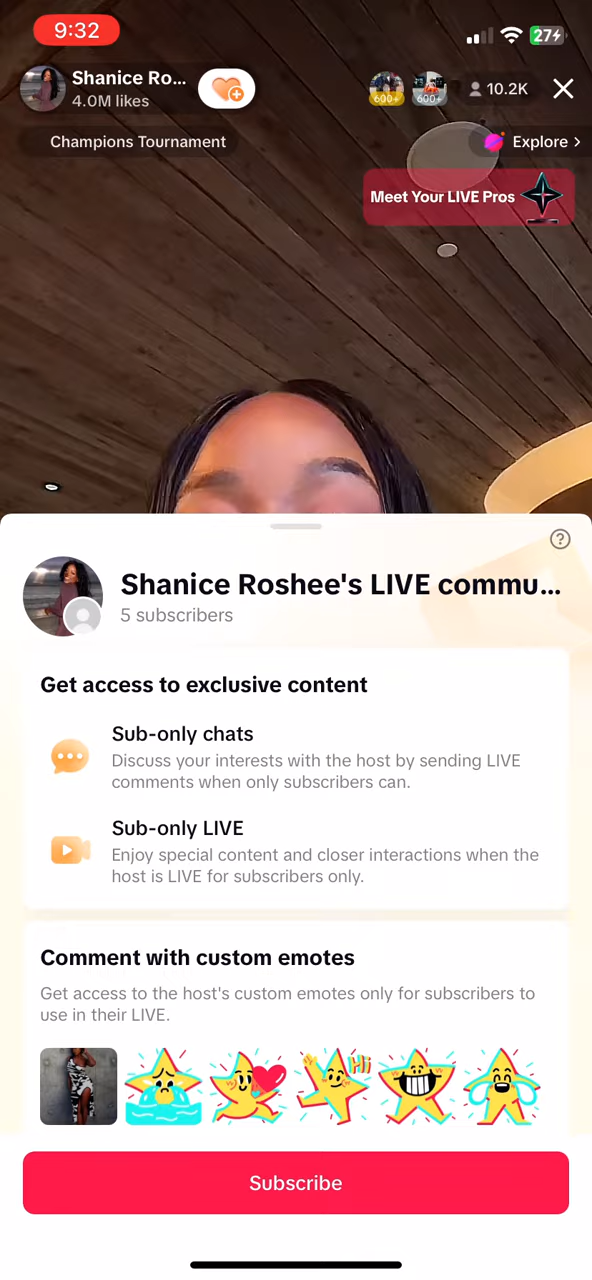 9:32
27
Shanice Ro...
4.0M likes
600+
600+
10.2K
Champions Tournament
Explore >
Meet Your LIVE Pros
Shanice Roshee's LIVE commu...
5 subscribers
Get access to exclusive content
Sub-only chats
Discuss your interests with the host by sending LIVE
comments when only subscribers can.
Sub-only LIVE
Enjoy special content and closer interactions when the
host is LIVE for subscribers only.
Comment with custom emotes
Get access to the host's custom emotes only for subscribers to
use in their LIVE.
Hi
Subscribe